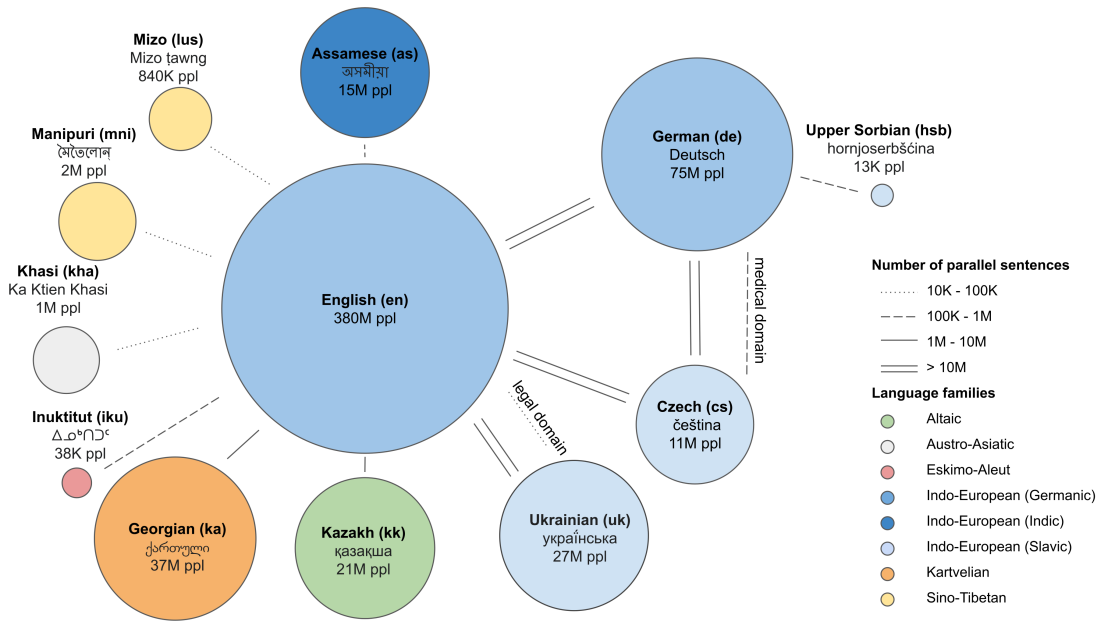 Mizo (lus)
Mizo ṭawng
840K ppl
Assamese (as)
অসমীয়া
15M ppl
Manipuri (mni)
মৈতৈলোন্
2M ppl
German (de)
Deutsch
75M ppl
Upper Sorbian (hsb)
hornjoserbšćina
13K ppl
Khasi (kha)
Ka Ktien Khasi
1M ppl
English (en)
380M ppl
medical domain
legal domain
Czech (cs)
čeština
11M ppl
Inuktitut (iku)
ᐃᓄᒃᑎᑐᑦ
38K ppl
Georgian (ka)
ქართული
37M ppl
Kazakh (kk)
қазақша
21M ppl
Ukrainian (uk)
українська
27M ppl
Number of parallel sentences
10K - 100K
100K - 1M
1M - 10M
> 10M
Language families
Altaic
Austro-Asiatic
Eskimo-Aleut
Indo-European (Germanic)
Indo-European (Indic)
Indo-European (Slavic)
Kartvelian
Sino-Tibetan